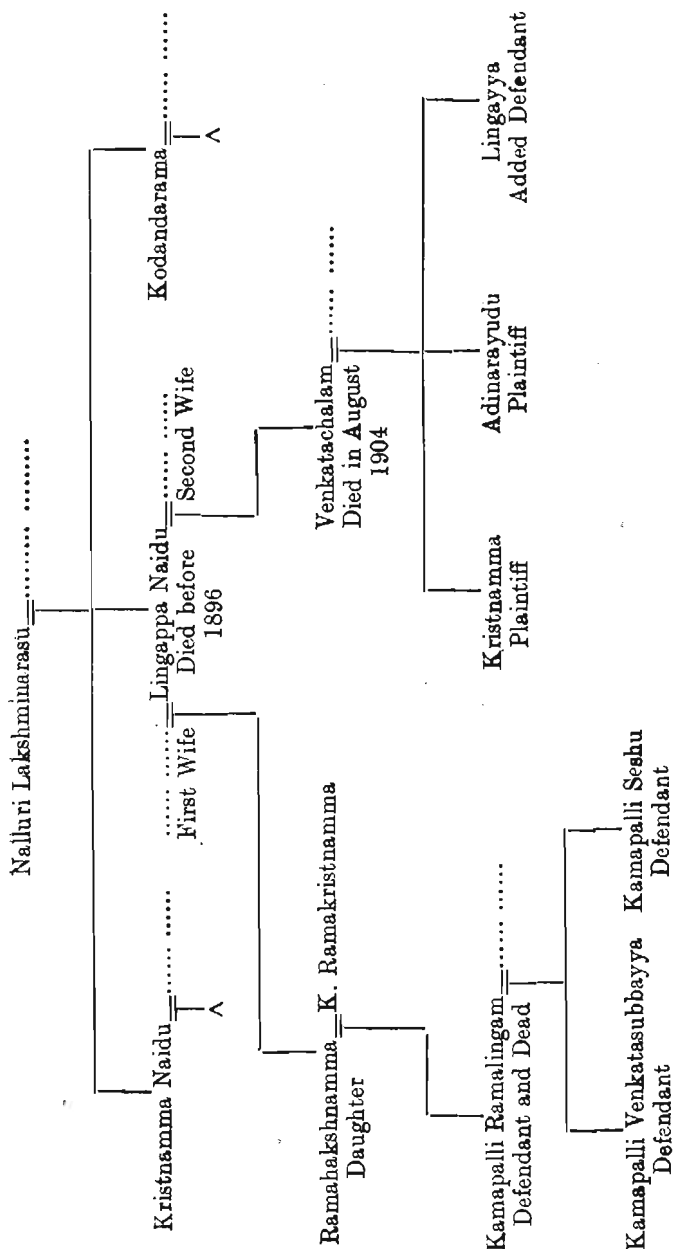 Nalluri Lakshminarasu ........ ........
Kristnamma Naidu ...... ......
...... ...... Lingappa Naidu ...... ......
First Wife
Died before
1896
Second Wife
Kodandarama ...... ......
Ramahakshnamma K. Ramakristnamma
Daughter
Venkatachalam ...... ......
Died in August
1904
Kamapalli Ramalingam ...... ......
Defendant and Dead
Kristnamma
Plaintiff
Adinarayudu
Plaintiff
Lingayya
Added Defendant
Kamapalli Venkatasubbayya
Defendant
Kamapalli Seshu
Defendant